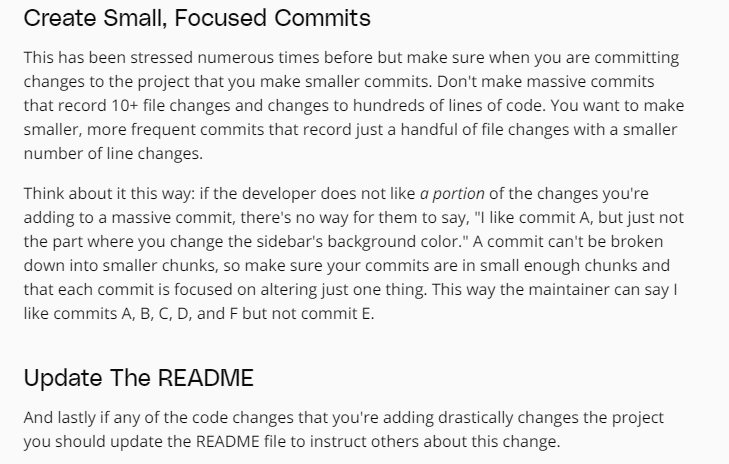 Create Small, Focused Commits
This has been stressed numerous times before but make sure when you are committing
changes to the project that you make smaller commits. Don't make massive commits
that record 10+ file changes and changes to hundreds of lines of code. You want to make
smaller, more frequent commits that record just a handful of file changes with a smaller
number of line changes.
Think about it this way: if the developer does not like a portion of the changes you're
adding to a massive commit, there's no way for them to say, "I like commit A, but just not
the part where you change the sidebar's background color." A commit can't be broken
down into smaller chunks, so make sure your commits are in small enough chunks and
that each commit is focused on altering just one thing. This way the maintainer can say I
like commits A, B, C, D, and F but not commit E.
Update The README
And lastly if any of the code changes that you're adding drastically changes the project
you should update the README file to instruct others about this change.